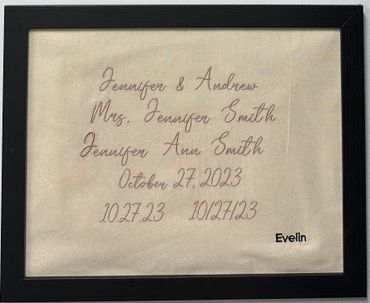 Jennifer & Andrew
Mrs. Jennifer Smith
Jennifer Ann Smith
October 27, 2023
10.27.23 10/27/23
Evelin